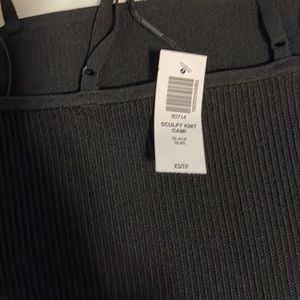 80714
SCULPT KNIT
CAMI
BLACK
NOIR
XS/TP